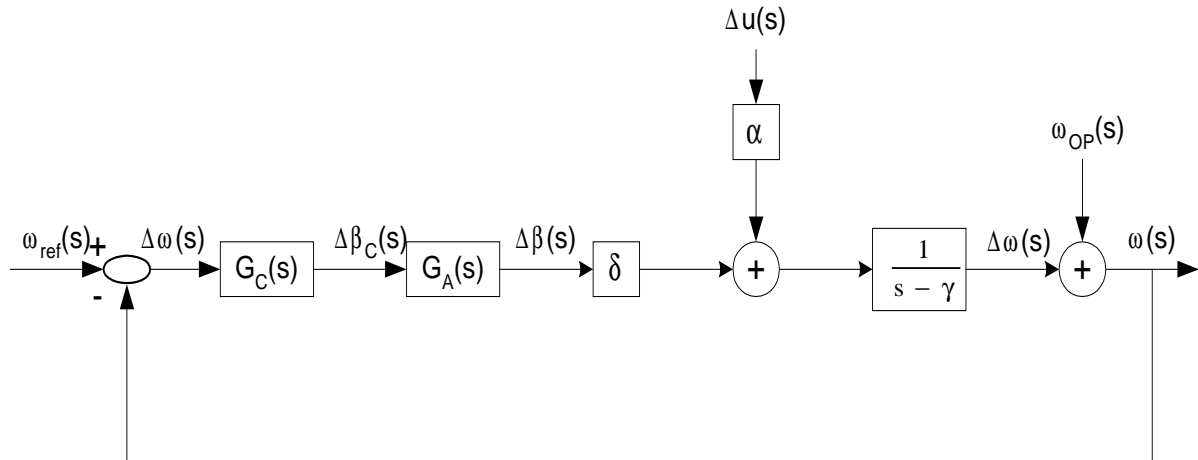 Δu(s)
α
ω_OP(s)
ω_ref(s)
+
-
Δω(s)
G_C(s)
Δβ_C(s)
G_A(s)
Δβ(s)
δ
+
1
s − γ
Δω(s)
+
ω(s)